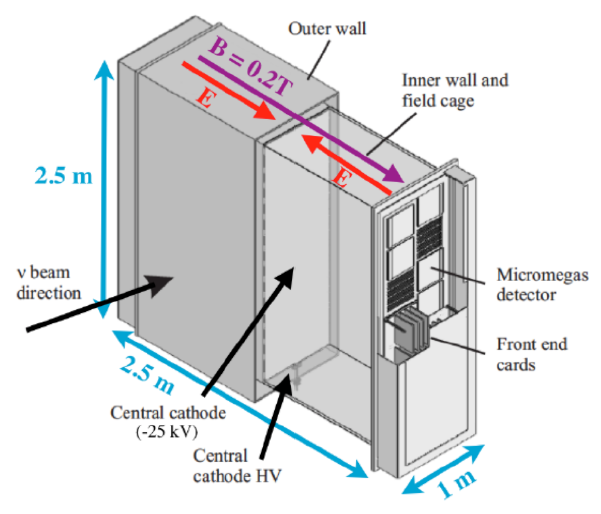 Outer wall
B = 0.2T
E
Inner wall and
field cage
E
2.5 m
ν beam
direction
Micromegas
detector
Front end
cards
2.5 m
Central cathode
(-25 kV)
Central
cathode HV
1 m